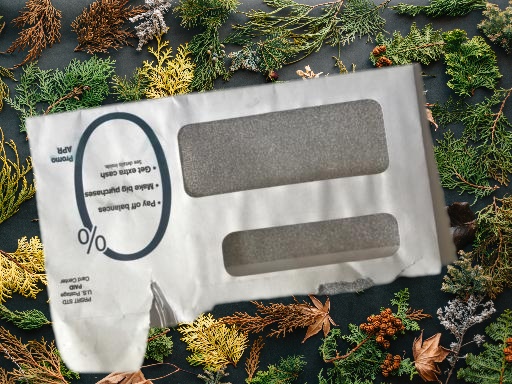 PRSRT STD
U.S. Postage
PAID
Card Center
0%
Promo
APR
• Pay off balances
• Make big purchases
• Get extra cash
See details inside.